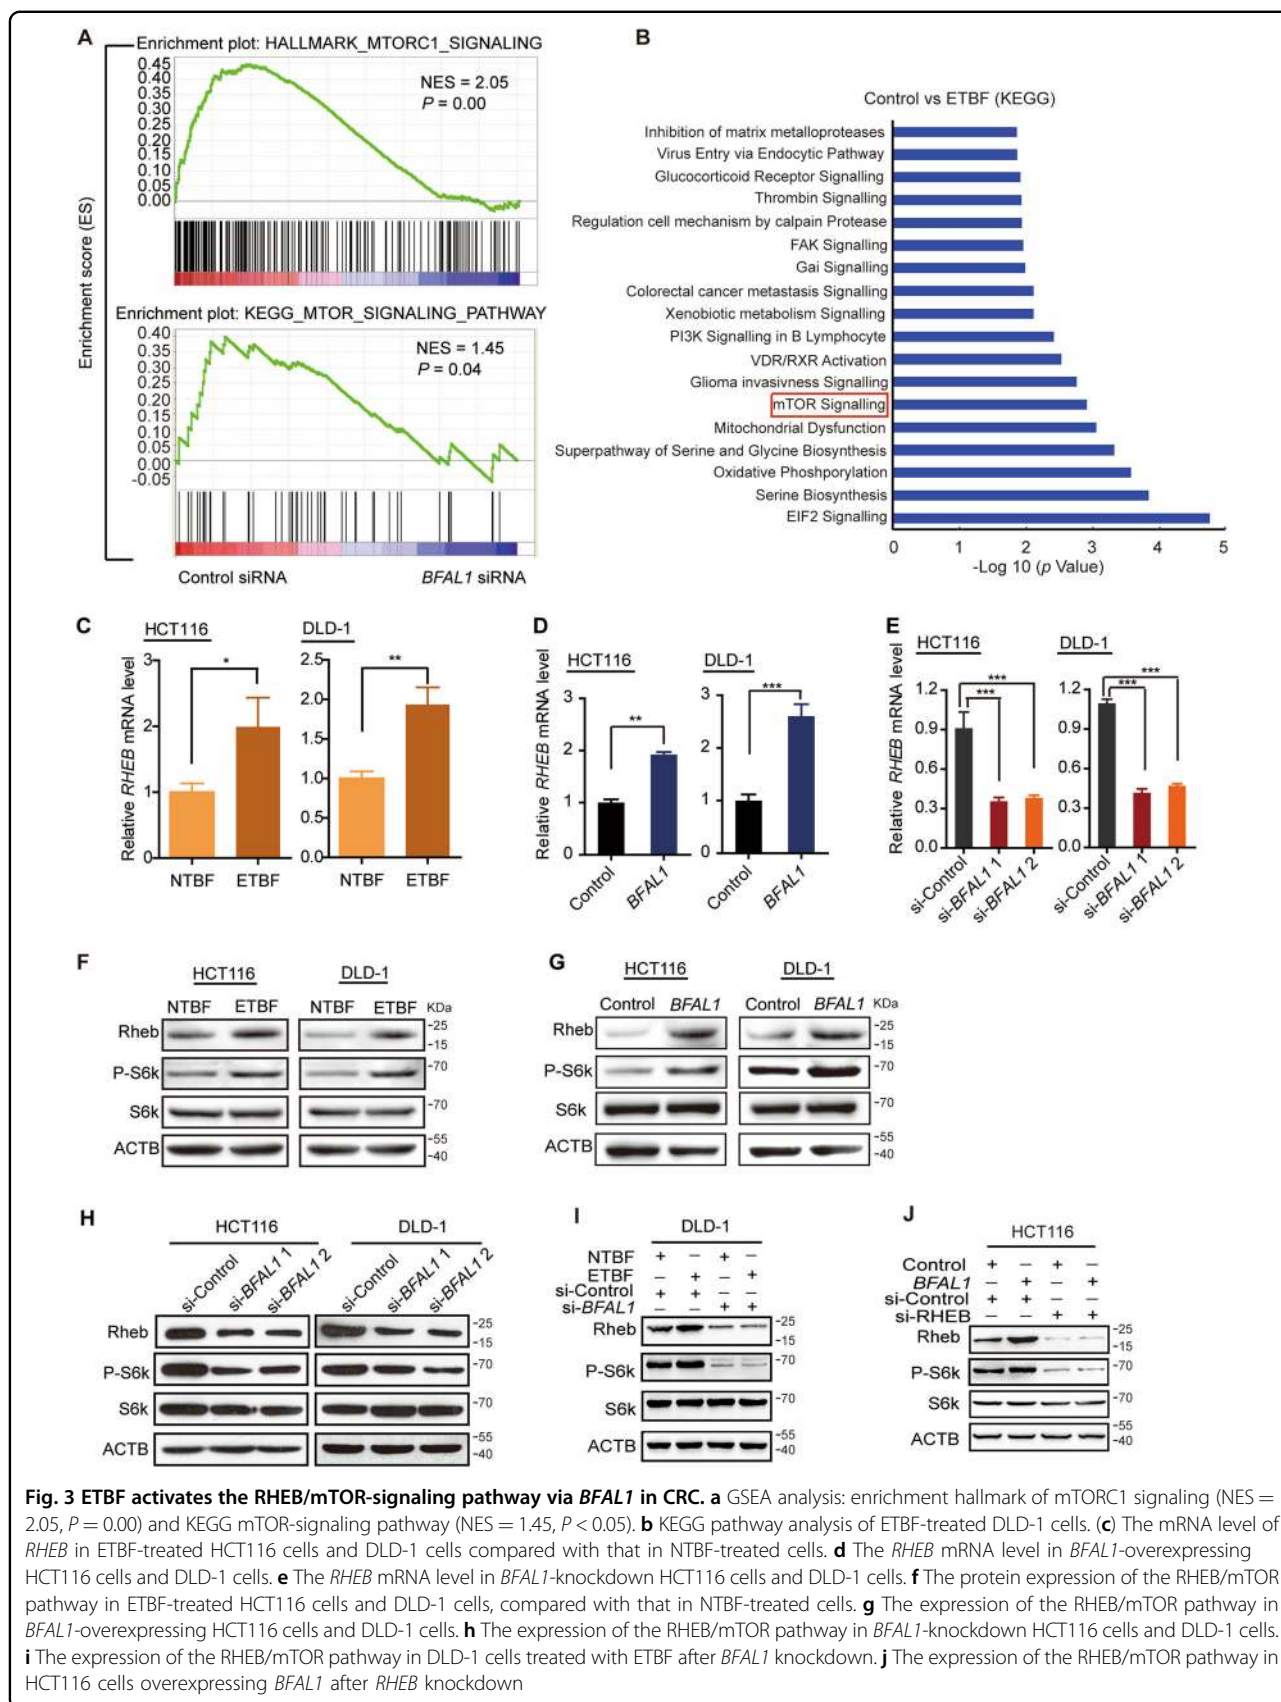 A
Enrichment plot: HALLMARK_MTORC1_SIGNALING
Enrichment score (ES)
0.45
0.40
0.35
0.30
0.25
0.20
0.15
0.10
0.05
0.00
NES = 2.05
P = 0.00
Enrichment plot: KEGG_MTOR_SIGNALING_PATHWAY
0.40
0.35
0.30
0.25
0.20
0.15
0.10
0.05
0.00
-0.05
NES = 1.45
P = 0.04
Control siRNA BFAL1 siRNA
B
Control vs ETBF (KEGG)
Inhibition of matrix metalloproteases
Virus Entry via Endocytic Pathway
Glucocorticoid Receptor Signalling
Thrombin Signalling
Regulation cell mechanism by calpain Protease
FAK Signalling
Gai Signalling
Colorectal cancer metastasis Signalling
Xenobiotic metabolism Signalling
PI3K Signalling in B Lymphocyte
VDR/RXR Activation
Glioma invasivness Signalling
mTOR Signalling
Mitochondrial Dysfunction
Superpathway of Serine and Glycine Biosynthesis
Oxidative Phoshporylation
Serine Biosynthesis
EIF2 Signalling
0 1 2 3 4 5
-Log 10 (p Value)
C
Relative RHEB mRNA level
HCT116
3
2
1
0
*
NTBF ETBF
DLD-1
2.5
2.0
1.5
1.0
0.5
0.0
**
NTBF ETBF
D
Relative RHEB mRNA level
HCT116
3
2
1
0
**
Control BFAL1
DLD-1
3
2
1
0
***
Control BFAL1
E
Relative RHEB mRNA level
HCT116
1.2
0.9
0.6
0.3
0.0
***
***
si-Control si-BFAL1 1 si-BFAL1 2
DLD-1
1.2
0.9
0.6
0.3
0.0
***
***
si-Control si-BFAL1 1 si-BFAL1 2
F
HCT116 DLD-1
NTBF ETBF NTBF ETBF KDa
Rheb -25
-15
P-S6k -70
S6k -70
ACTB -55
-40
G
HCT116 DLD-1
Control BFAL1 Control BFAL1 KDa
Rheb -25
-15
P-S6k -70
S6k -70
ACTB -55
-40
H
HCT116 DLD-1
si-Control si-BFAL1 1 si-BFAL1 2 si-Control si-BFAL1 1 si-BFAL1 2
Rheb -25
-15
P-S6k -70
S6k -70
ACTB -55
-40
I
DLD-1
NTBF + − + −
ETBF − + − +
si-Control + + − −
si-BFAL1 − − + +
Rheb -25
-15
P-S6k -70
S6k -70
ACTB -55
-40
J
HCT116
Control + − + −
BFAL1 − + − +
si-Control + + − −
si-RHEB − − + +
Rheb -25
-15
P-S6k -70
S6k
ACTB -55
-40
Fig. 3 ETBF activates the RHEB/mTOR-signaling pathway via BFAL1 in CRC. a GSEA analysis: enrichment hallmark of mTORC1 signaling (NES =
2.05, P = 0.00) and KEGG mTOR-signaling pathway (NES = 1.45, P < 0.05). b KEGG pathway analysis of ETBF-treated DLD-1 cells. (c) The mRNA level of
RHEB in ETBF-treated HCT116 cells and DLD-1 cells compared with that in NTBF-treated cells. d The RHEB mRNA level in BFAL1-overexpressing
HCT116 cells and DLD-1 cells. e The RHEB mRNA level in BFAL1-knockdown HCT116 cells and DLD-1 cells. f The protein expression of the RHEB/mTOR
pathway in ETBF-treated HCT116 cells and DLD-1 cells, compared with that in NTBF-treated cells. g The expression of the RHEB/mTOR pathway in
BFAL1-overexpressing HCT116 cells and DLD-1 cells. h The expression of the RHEB/mTOR pathway in BFAL1-knockdown HCT116 cells and DLD-1 cells.
i The expression of the RHEB/mTOR pathway in DLD-1 cells treated with ETBF after BFAL1 knockdown. j The expression of the RHEB/mTOR pathway in
HCT116 cells overexpressing BFAL1 after RHEB knockdown